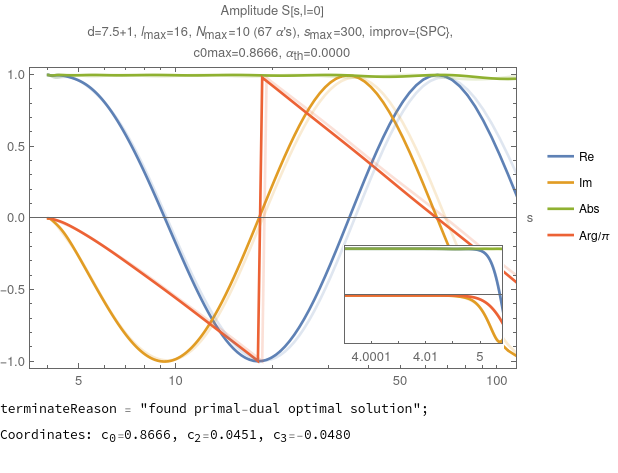 Amplitude S[s,l=0]
d=7.5+1, lmax=16, Nmax=10 (67 α's), smax=300, improv={SPC},
c0max=0.8666, αth=0.0000
1.0
0.5
0.0
−0.5
−1.0
5 10 50 100
s
Re
Im
Abs
Arg/π
4.0001 4.01 5
terminateReason = "found primal-dual optimal solution";
Coordinates: c0=0.8666, c2=0.0451, c3=-0.0480